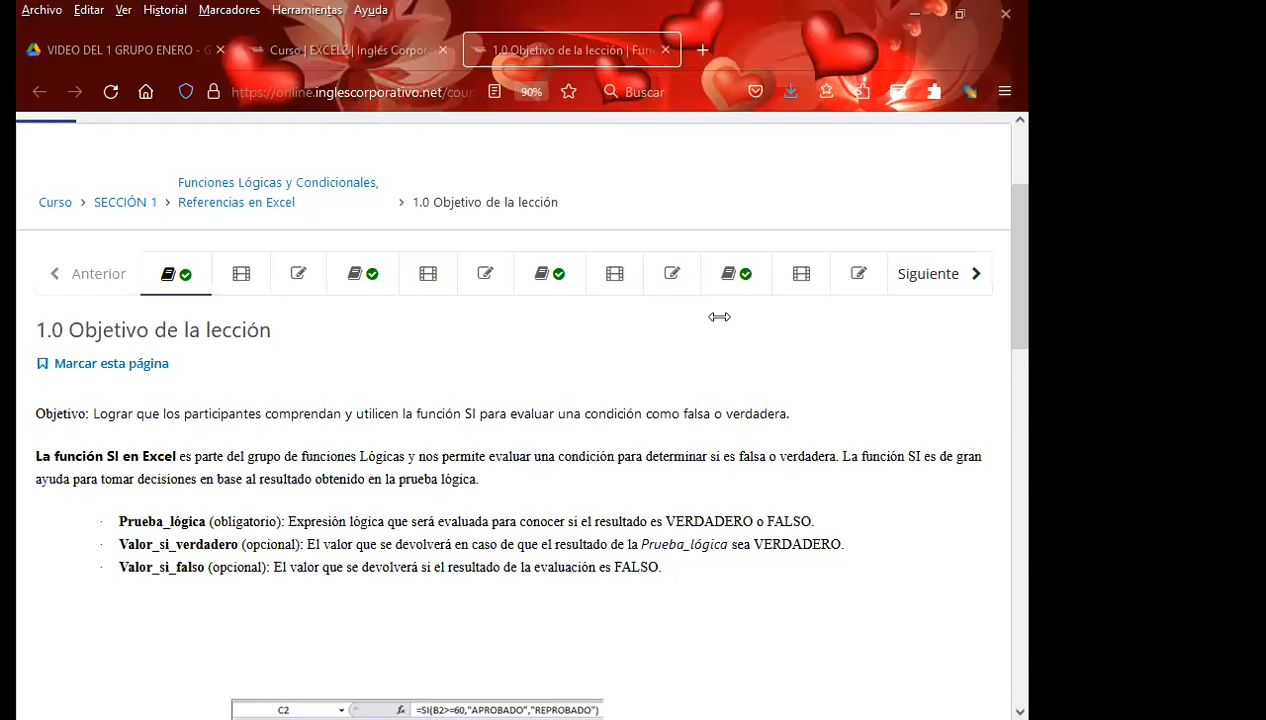 Archivo Editar Ver Historial Marcadores Herramientas Ayuda
VIDEO DEL 1 GRUPO ENERO - G
Curso | EXCEL2 | Inglés Corpora
1.0 Objetivo de la lección | Fun
https://online.inglescorporativo.net/cour
90%
Buscar
Curso > SECCIÓN 1 > Funciones Lógicas y Condicionales,
Referencias en Excel > 1.0 Objetivo de la lección
Anterior
Siguiente
1.0 Objetivo de la lección
Marcar esta página
Objetivo: Lograr que los participantes comprendan y utilicen la función SI para evaluar una condición como falsa o verdadera.
La función SI en Excel es parte del grupo de funciones Lógicas y nos permite evaluar una condición para determinar si es falsa o verdadera. La función SI es de gran
ayuda para tomar decisiones en base al resultado obtenido en la prueba lógica.
· Prueba_lógica (obligatorio): Expresión lógica que será evaluada para conocer si el resultado es VERDADERO o FALSO.
· Valor_si_verdadero (opcional): El valor que se devolverá en caso de que el resultado de la Prueba_lógica sea VERDADERO.
· Valor_si_falso (opcional): El valor que se devolverá si el resultado de la evaluación es FALSO.
C2 fx =SI(B2>=60,"APROBADO","REPROBADO")